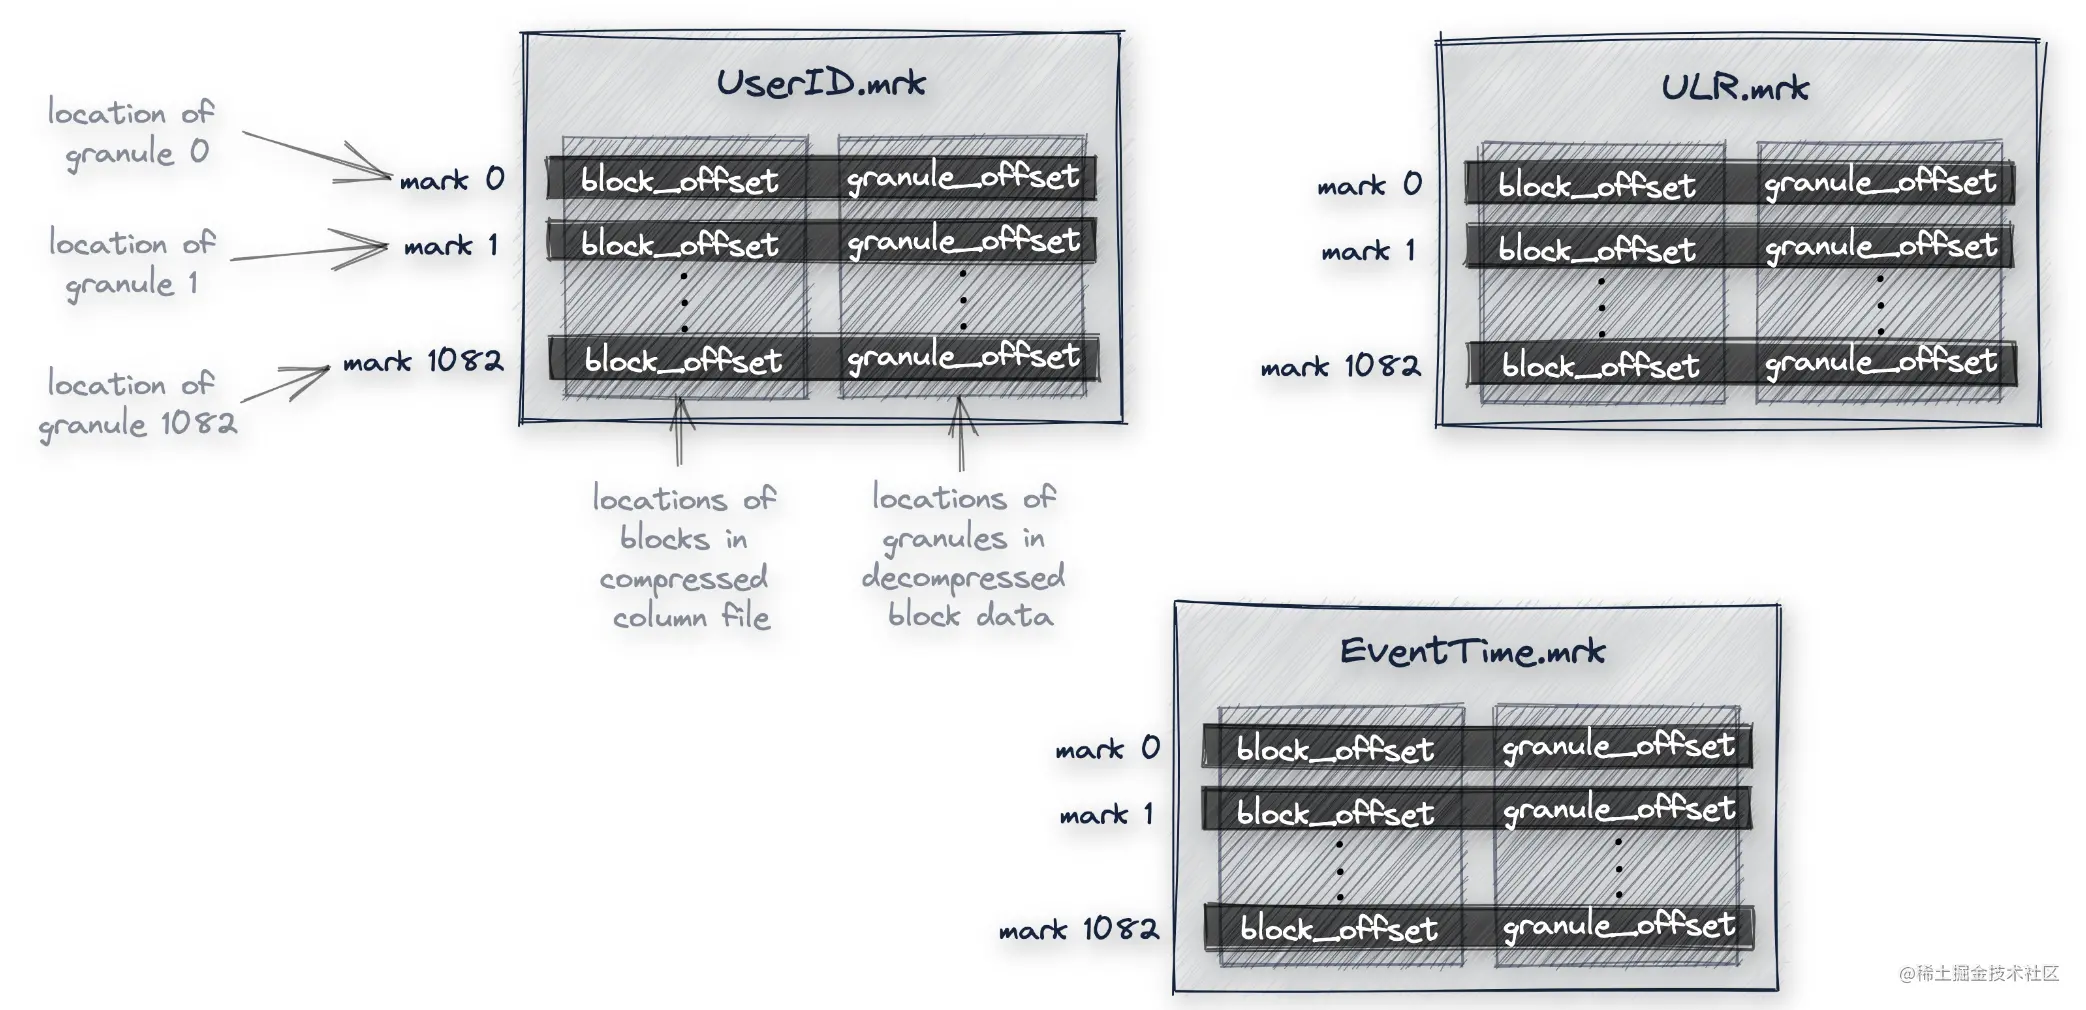 UserID.mrk
location of
granule 0
mark 0
block_offset granule_offset
location of
granule 1
mark 1
block_offset granule_offset
location of
granule 1082
mark 1082
block_offset granule_offset
locations of
blocks in
compressed
column file
locations of
granules in
decompressed
block data
ULR.mrk
mark 0
block_offset granule_offset
mark 1
block_offset granule_offset
mark 1082
block_offset granule_offset
EventTime.mrk
mark 0
block_offset granule_offset
mark 1
block_offset granule_offset
mark 1082
block_offset granule_offset
@稀土掘金技术社区